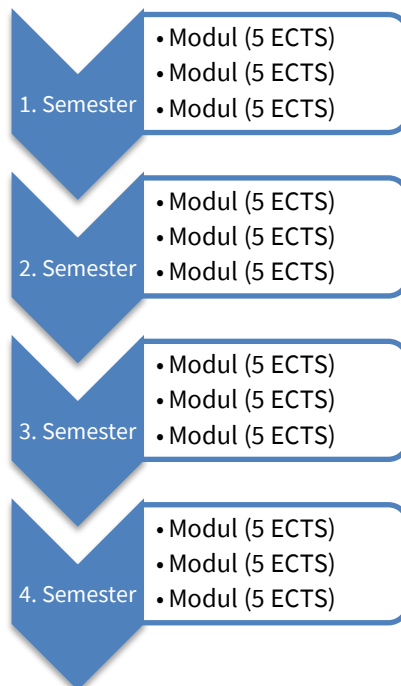 1. Semester
• Modul (5 ECTS)
• Modul (5 ECTS)
• Modul (5 ECTS)
2. Semester
• Modul (5 ECTS)
• Modul (5 ECTS)
• Modul (5 ECTS)
3. Semester
• Modul (5 ECTS)
• Modul (5 ECTS)
• Modul (5 ECTS)
4. Semester
• Modul (5 ECTS)
• Modul (5 ECTS)
• Modul (5 ECTS)